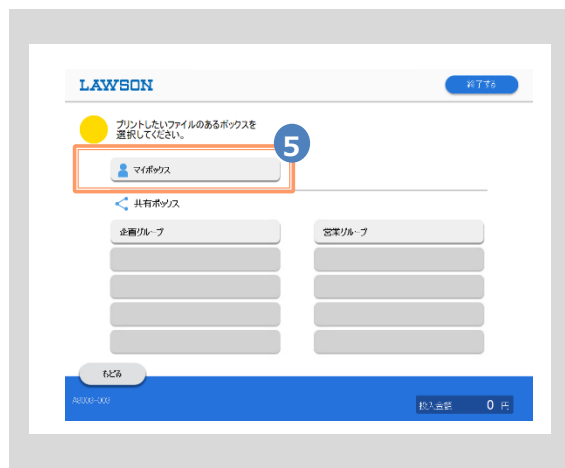 LAWSON
終了する
プリントしたいファイルのあるボックスを
選択してください。
5
マイボックス
共有ボックス
企画グループ
営業グループ
もどる
投入金額 0 円